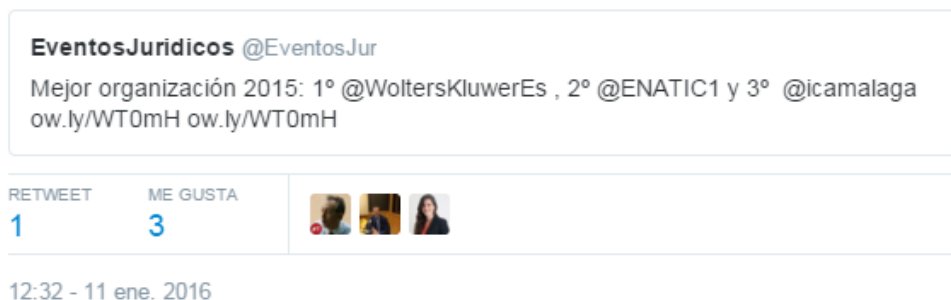 EventosJuridicos @EventosJur
Mejor organización 2015: 1º @WoltersKluwerEs , 2º @ENATIC1 y 3º @icamalaga
ow.ly/WT0mH ow.ly/WT0mH
RETWEET ME GUSTA
1 3
12:32 - 11 ene. 2016